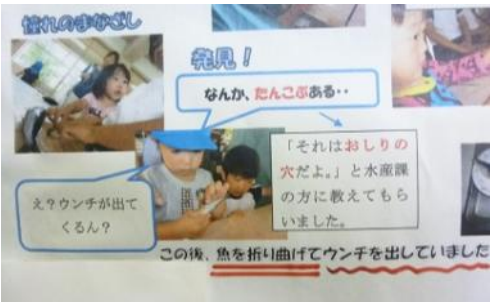 憧れのまなざし
発見！
なんか、たんこぶある・・
「それはおしりの
穴だよ。」と水産課
の方に教えてもら
いました。
え？ウンチが出て
くるん？
この後、魚を折り曲げてウンチを出していました